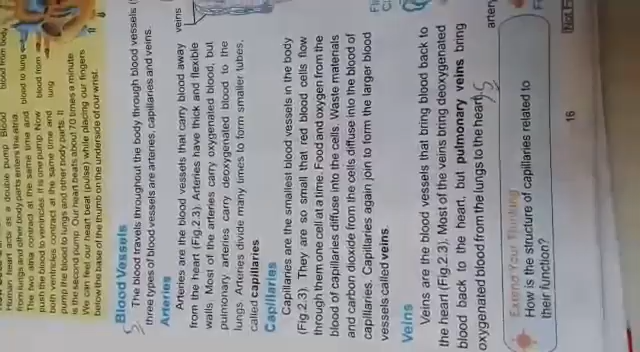 blood from body
Human heart acts as a double pump. Blood
from lungs and other body parts enters the atria.
The two atria contract at the same time and
push the blood to ventricles. It is one pump. Now
both ventricles contract at the same time and
pump the blood to lungs and other body parts. It
is the second pump. Our heart beats about 70 times a minute
We can feel our heart beat (pulse) while placing our fingers
below the base of the thumb on the underside of our wrist.
blood to lung
blood from
lung
Blood Vessels
The blood travels throughout the body through blood vessels
three types of blood vessels are arteries, capillaries and veins.
Arteries
Arteries are the blood vessels that carry blood away
from the heart (Fig.2.3). Arteries have thick and flexible
walls. Most of the arteries carry oxygenated blood, but
pulmonary arteries carry deoxygenated blood to the
lungs. Arteries divide many times to form smaller tubes,
called capillaries
veins
Capillaries
Capillaries are the smallest blood vessels in the body
(Fig.2.3). They are so small that red blood cells flow
through them one cell at a time. Food and oxygen from the
blood of capillaries diffuse into the cells. Waste materials
and carbon dioxide from the cells diffuse into the blood of
capillaries. Capillaries again join to form the larger blood
vessels called veins.
Veins
Veins are the blood vessels that bring blood back to
the heart (Fig.2.3). Most of the veins bring deoxygenated
blood back to the heart, but pulmonary veins bring
oxygenated blood from the lungs to the heart.
Extend Your Thinking
How is the structure of capillaries related to
their function?
16